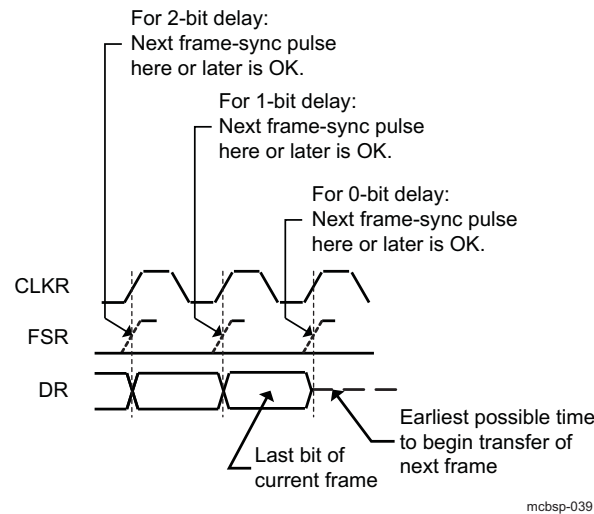 For 2-bit delay:
Next frame-sync pulse
here or later is OK.
For 1-bit delay:
Next frame-sync pulse
here or later is OK.
For 0-bit delay:
Next frame-sync pulse
here or later is OK.
CLKR
FSR
DR
Last bit of
current frame
Earliest possible time
to begin transfer of
next frame
mcbsp-039